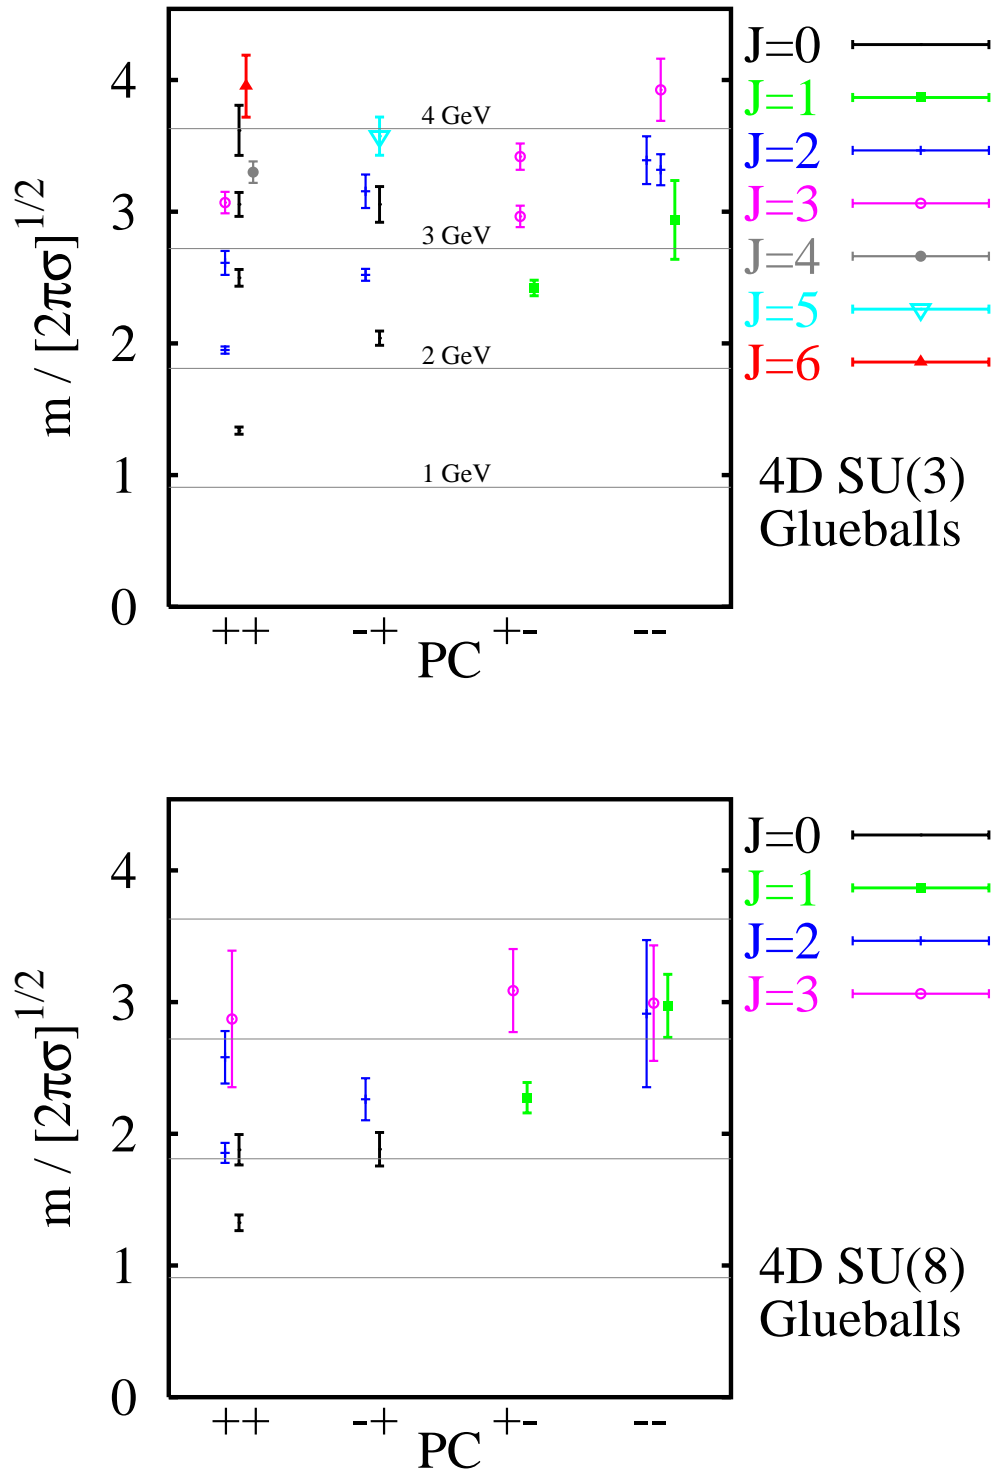 m / [2πσ]^1/2
4
3
2
1
0
4 GeV
3 GeV
2 GeV
1 GeV
++
-+
+-
--
PC
J=0
J=1
J=2
J=3
J=4
J=5
J=6
4D SU(3)
Glueballs
m / [2πσ]^1/2
4
3
2
1
0
++
-+
+-
--
PC
J=0
J=1
J=2
J=3
4D SU(8)
Glueballs